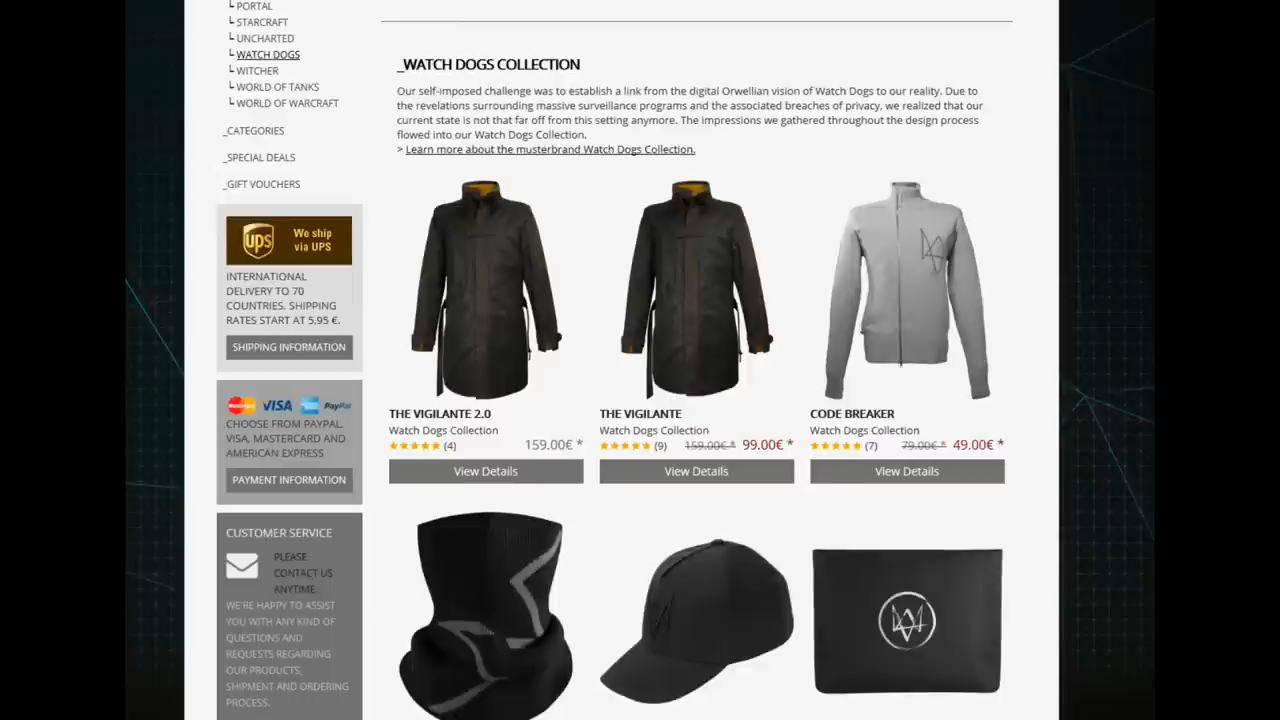 ┗ PORTAL
┗ STARCRAFT
┗ UNCHARTED
┗ WATCH DOGS
┗ WITCHER
┗ WORLD OF TANKS
┗ WORLD OF WARCRAFT
_CATEGORIES
_SPECIAL DEALS
_GIFT VOUCHERS
ups
We ship
via UPS
INTERNATIONAL
DELIVERY TO 70
COUNTRIES. SHIPPING
RATES START AT 5,95 €.
SHIPPING INFORMATION
MasterCard VISA PayPal
CHOOSE FROM PAYPAL,
VISA, MASTERCARD AND
AMERICAN EXPRESS
PAYMENT INFORMATION
CUSTOMER SERVICE
PLEASE
CONTACT US
ANYTIME.
WE'RE HAPPY TO ASSIST
YOU WITH ANY KIND OF
QUESTIONS AND
REQUESTS REGARDING
OUR PRODUCTS,
SHIPMENT AND ORDERING
PROCESS.
_WATCH DOGS COLLECTION
Our self-imposed challenge was to establish a link from the digital Orwellian vision of Watch Dogs to our reality. Due to
the revelations surrounding massive surveillance programs and the associated breaches of privacy, we realized that our
current state is not that far off from this setting anymore. The impressions we gathered throughout the design process
flowed into our Watch Dogs Collection.
> Learn more about the musterbrand Watch Dogs Collection.
THE VIGILANTE 2.0
Watch Dogs Collection
(4) 159.00€ *
View Details
THE VIGILANTE
Watch Dogs Collection
(9) 159.00€ * 99.00€ *
View Details
CODE BREAKER
Watch Dogs Collection
(7) 79.00€ * 49.00€ *
View Details